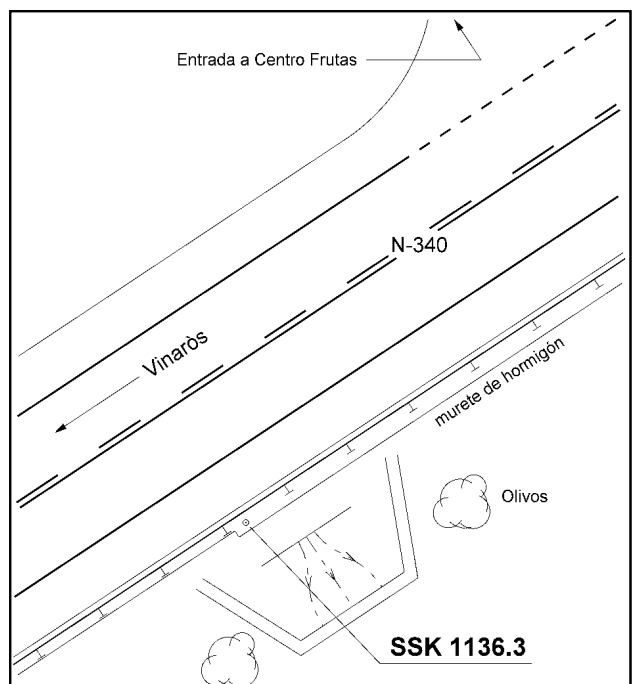 Entrada a Centro Frutas
N-340
Vinaròs
murete de hormigón
Olivos
SSK 1136.3